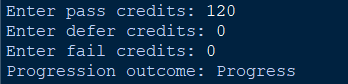 Enter pass credits: 120
Enter defer credits: 0
Enter fail credits: 0
Progression outcome: Progress